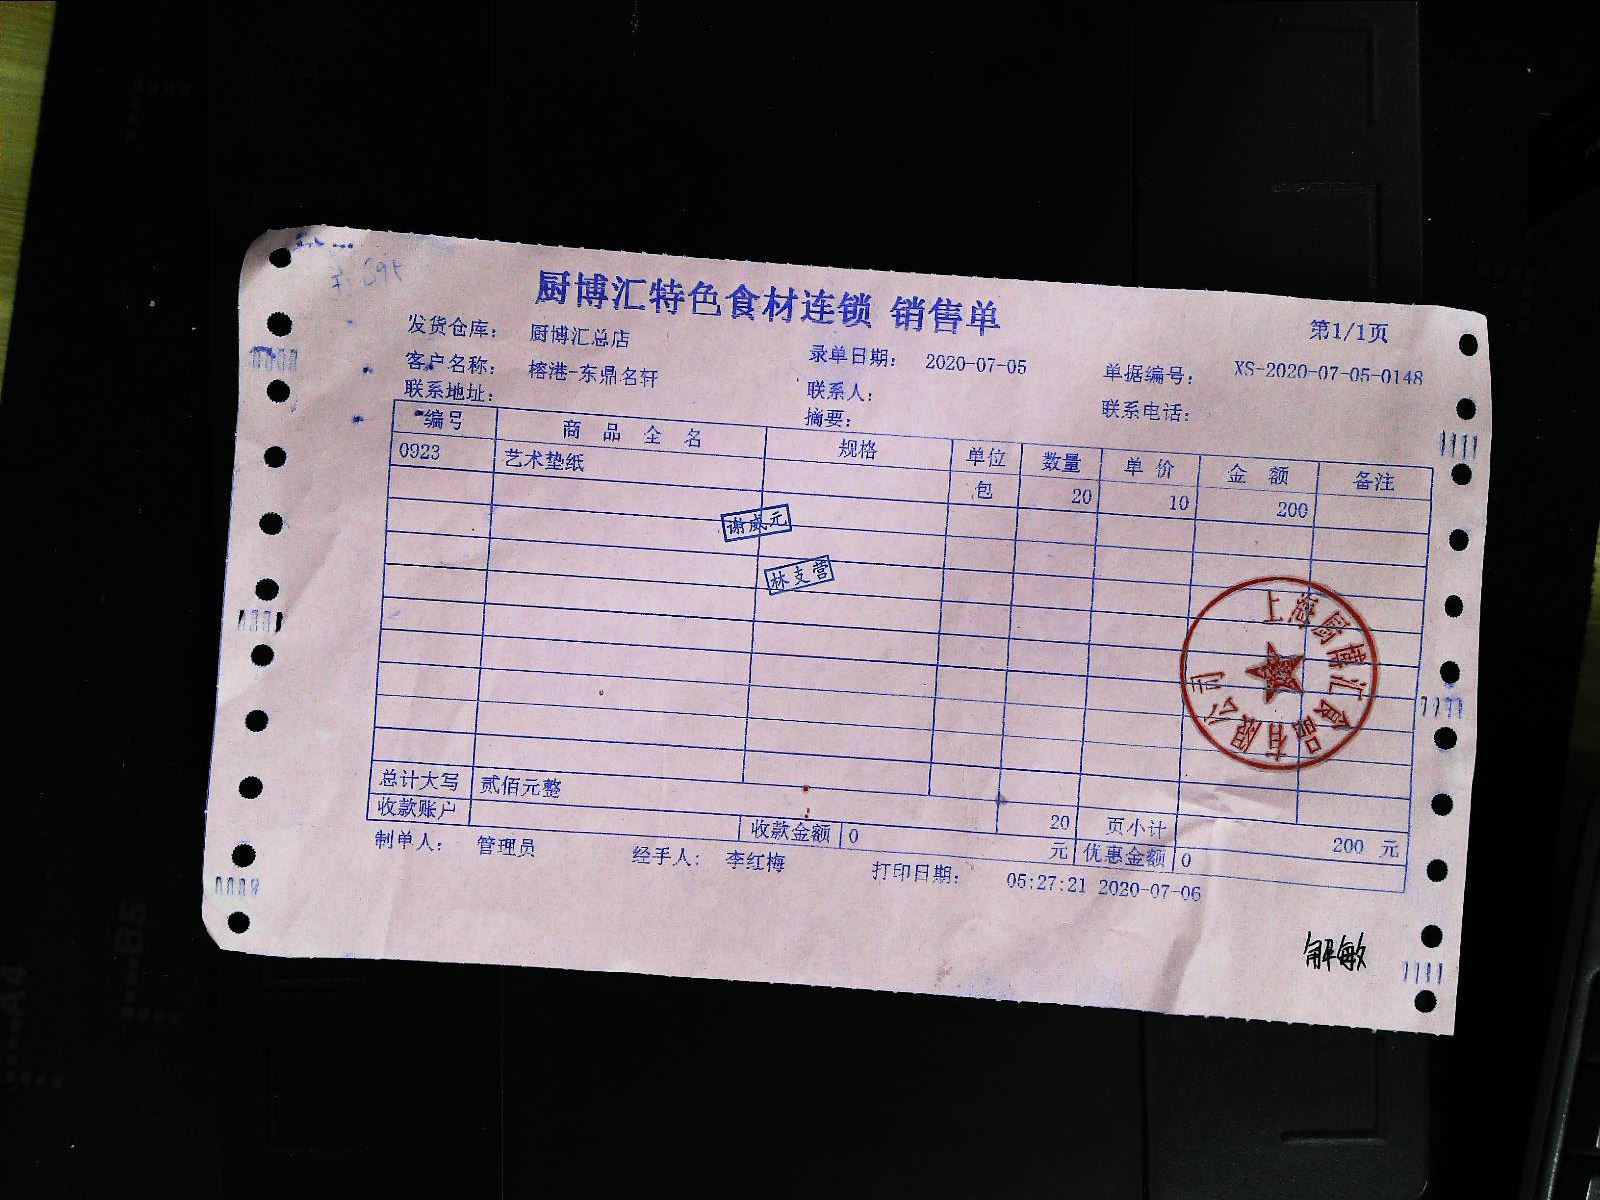 厨博汇特色食材连锁 销售单
第1/1页
发货仓库： 厨博汇总店
录单日期： 2020-07-05
单据编号： XS-2020-07-05-0148
客户名称： 榕港-东鼎名轩
联系人：
联系电话：
联系地址：
摘要：
编号 商品全名 规格 单位 数量 单价 金额 备注
0923 艺术垫纸 包 20 10 200
谢威元
林支营
上海厨博汇食品有限公司
总计大写 贰佰元整 20 页小计 200 元
收款账户 收款金额 0 元 优惠金额 0
制单人： 管理员 经手人： 李红梅 打印日期： 05:27:21 2020-07-06
解敏
B5
A4